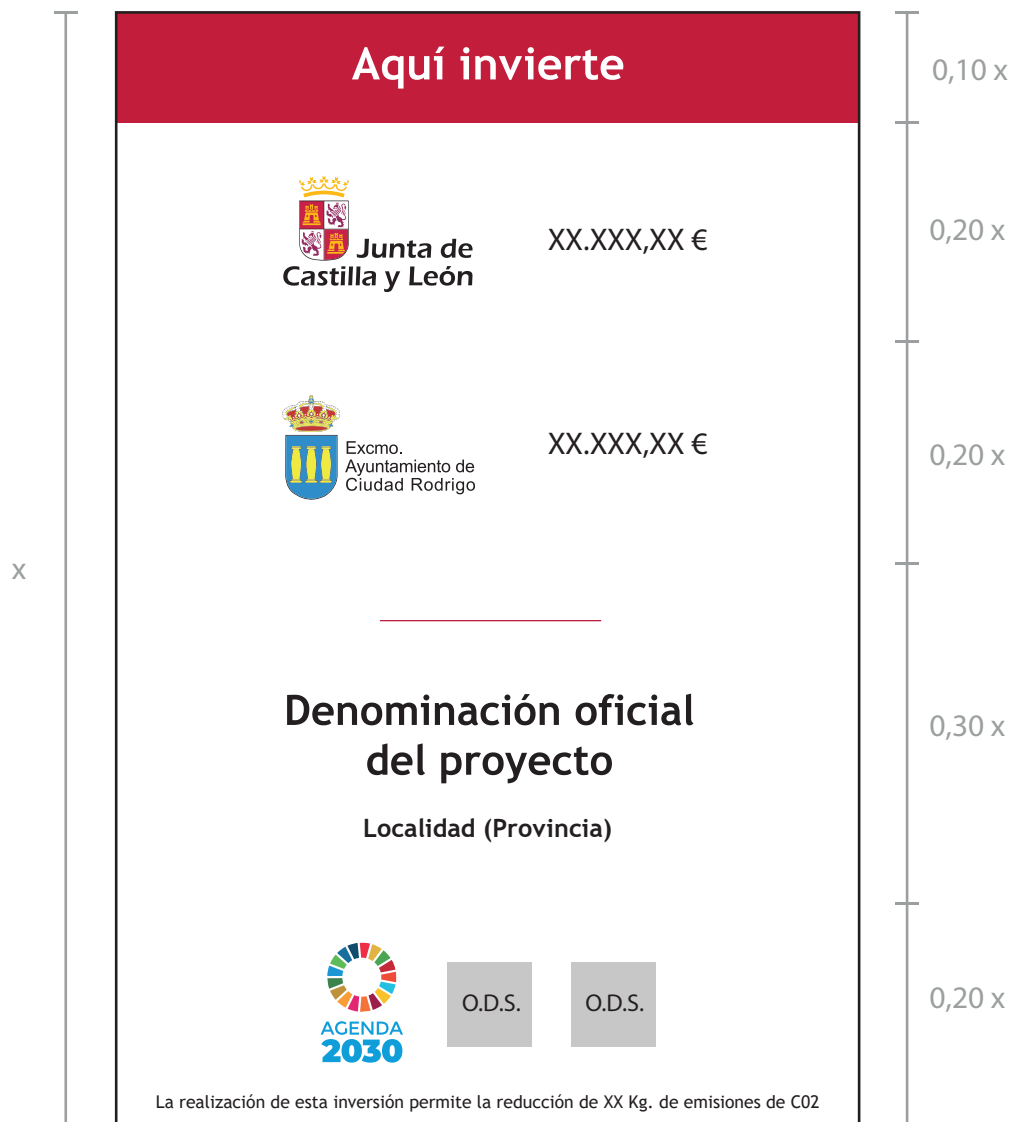 Aquí invierte
0,10 x
Junta de
Castilla y León
XX.XXX,XX €
0,20 x
Excmo.
Ayuntamiento de
Ciudad Rodrigo
XX.XXX,XX €
0,20 x
x
Denominación oficial
del proyecto
0,30 x
Localidad (Provincia)
AGENDA
2030
O.D.S.
O.D.S.
0,20 x
La realización de esta inversión permite la reducción de XX Kg. de emisiones de C02